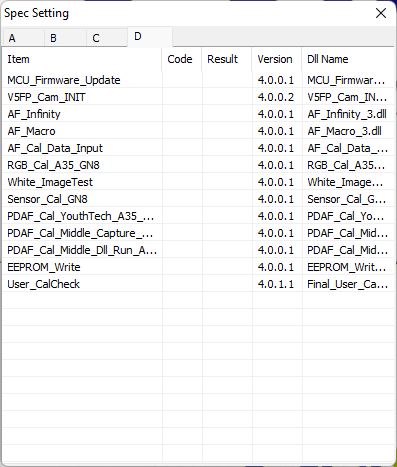 Spec Setting
A B C D
Item Code Result Version Dll Name
MCU_Firmware_Update 4.0.0.1 MCU_Firmwar...
V5FP_Cam_INIT 4.0.0.2 V5FP_Cam_IN...
AF_Infinity 4.0.0.1 AF_Infinity_3.dll
AF_Macro 4.0.0.1 AF_Macro_3.dll
AF_Cal_Data_Input 4.0.0.1 AF_Cal_Data_...
RGB_Cal_A35_GN8 4.0.0.1 RGB_Cal_A35...
White_ImageTest 4.0.0.1 White_Image...
Sensor_Cal_GN8 4.0.0.1 Sensor_Cal_G...
PDAF_Cal_YouthTech_A35_... 4.0.0.1 PDAF_Cal_Yo...
PDAF_Cal_Middle_Capture_... 4.0.0.1 PDAF_Cal_Mid...
PDAF_Cal_Middle_Dll_Run_A... 4.0.0.1 PDAF_Cal_Mid...
EEPROM_Write 4.0.0.1 EEPROM_Writ...
User_CalCheck 4.0.1.1 Final_User_Ca...